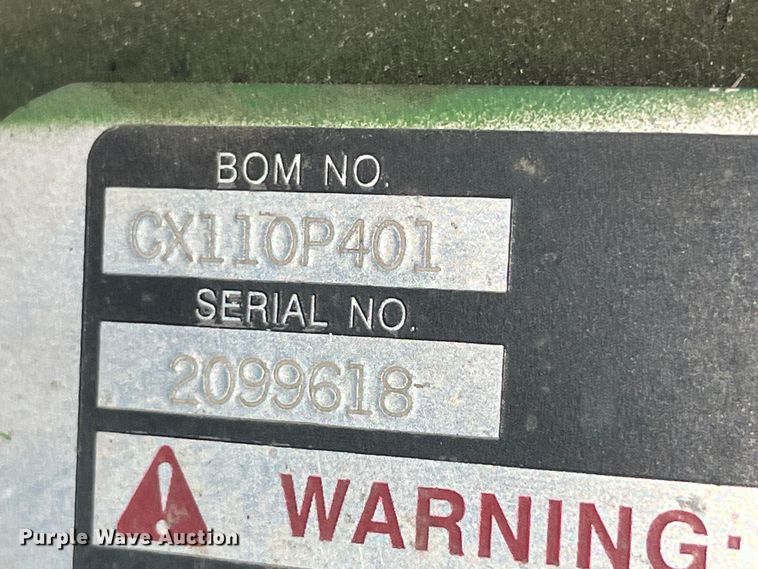 BOM NO.
CX110P401
SERIAL NO.
2099618
WARNING:
Purple Wave Auction